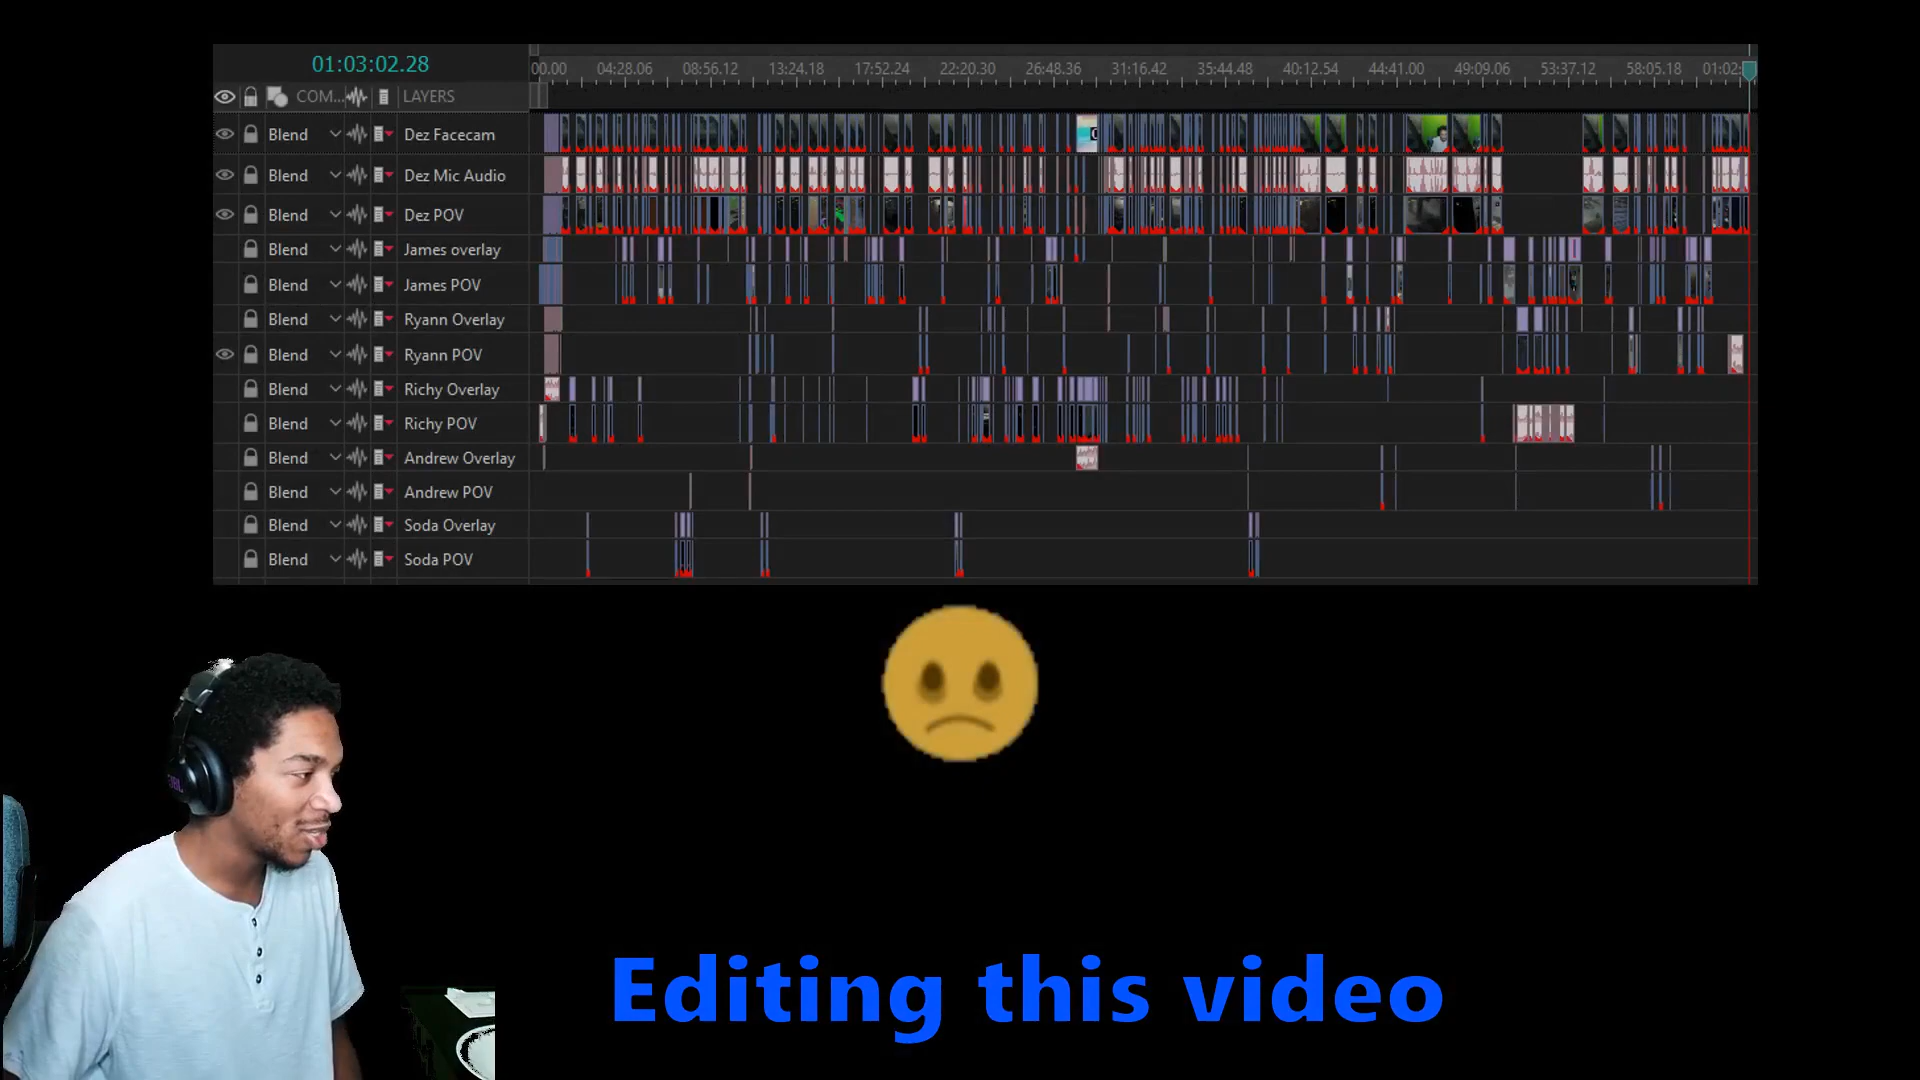 01:03:02.28
00.00 04:28.06 08:56.12 13:24.18 17:52.24 22:20.30 26:48.36 31:16.42 35:44.48 40:12.54 44:41.00 49:09.06 53:37.12 58:05.18 01:02:
COM... LAYERS
Blend Dez Facecam
Blend Dez Mic Audio
Blend Dez POV
Blend James overlay
Blend James POV
Blend Ryann Overlay
Blend Ryann POV
Blend Richy Overlay
Blend Richy POV
Blend Andrew Overlay
Blend Andrew POV
Blend Soda Overlay
Blend Soda POV
Editing this video